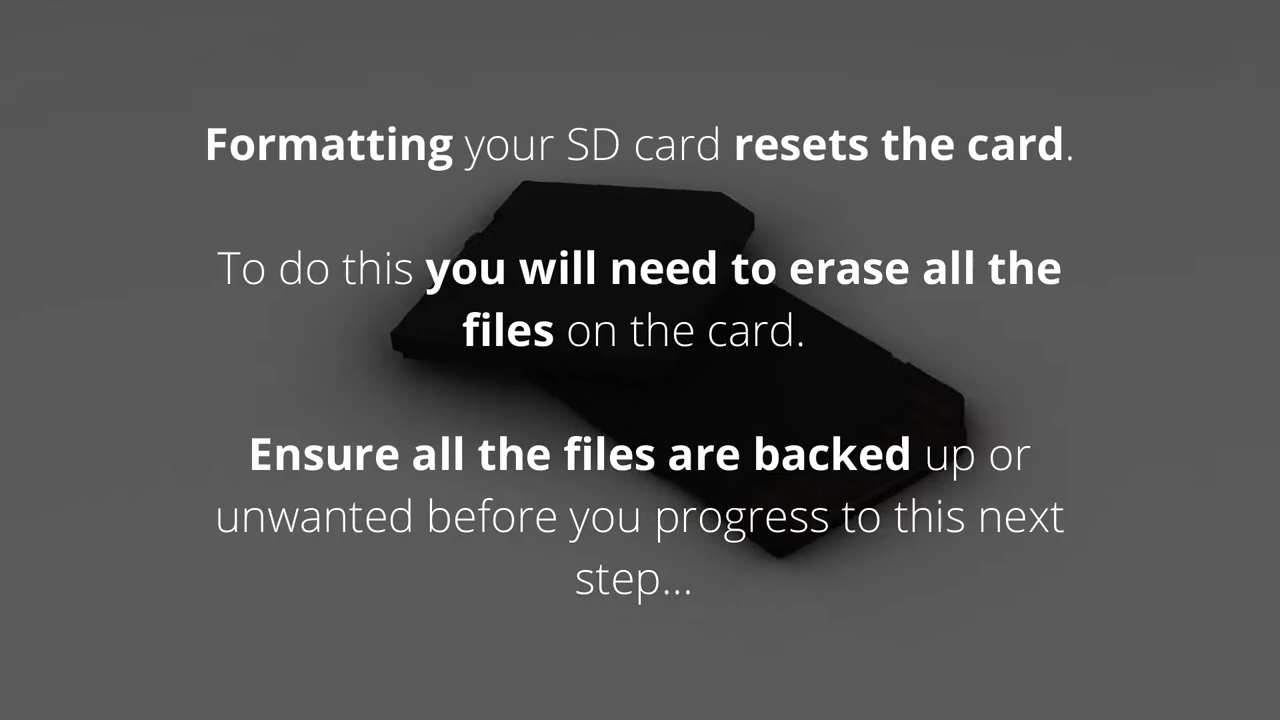 Formatting your SD card resets the card.
To do this you will need to erase all the
files on the card.
Ensure all the files are backed up or
unwanted before you progress to this next
step...